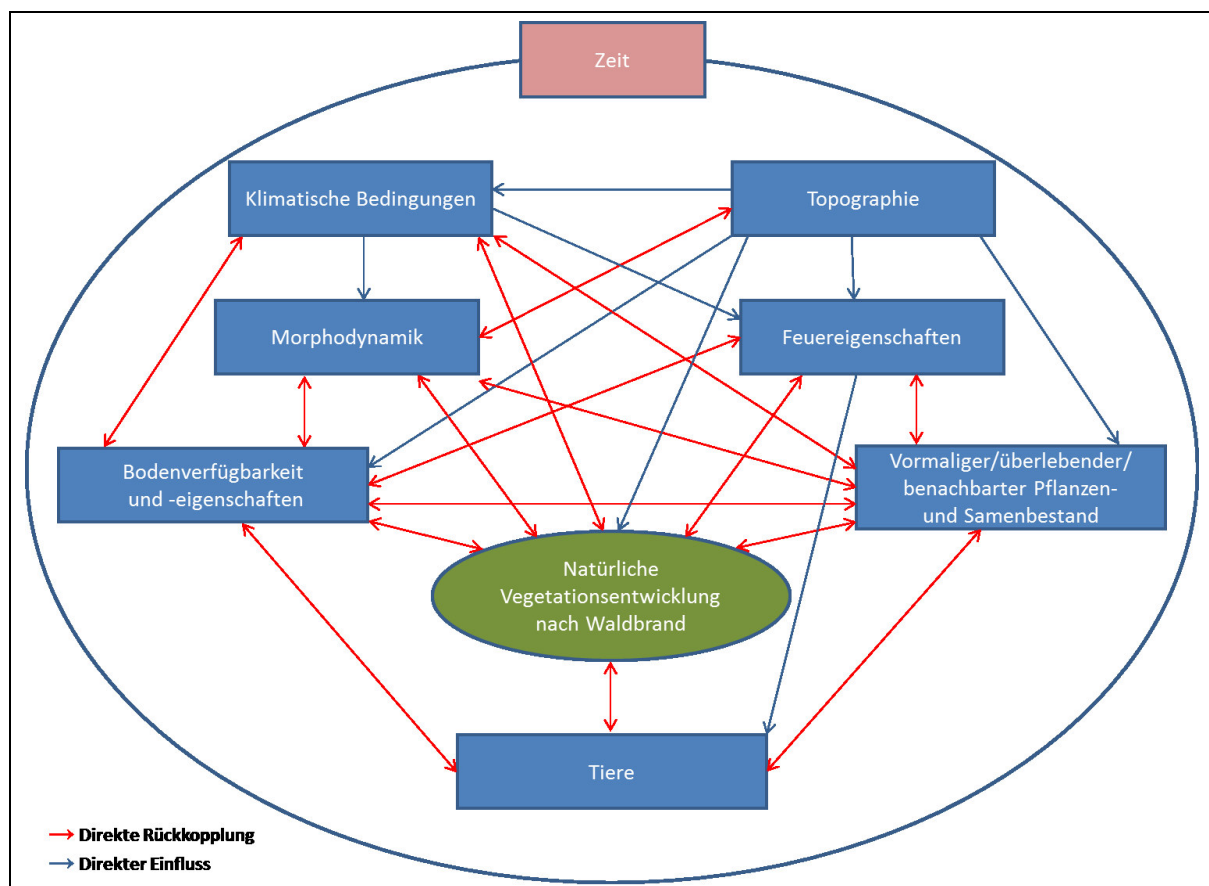 Zeit
Klimatische Bedingungen
Topographie
Morphodynamik
Feuereigenschaften
Bodenverfügbarkeit
und -eigenschaften
Vormaliger/überlebender/
benachbarter Pflanzen-
und Samenbestand
Natürliche
Vegetationsentwicklung
nach Waldbrand
Tiere
Direkte Rückkopplung
Direkter Einfluss